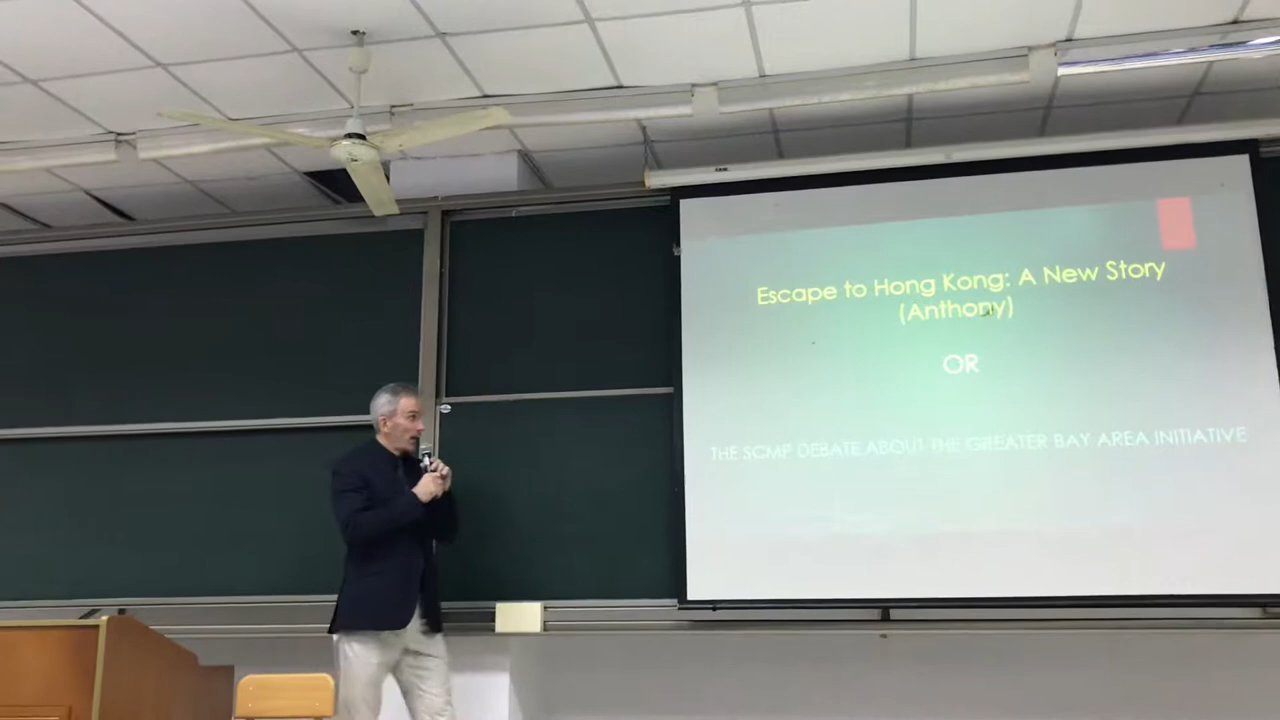 Escape to Hong Kong: A New Story
(Anthony)
OR
THE SCMP DEBATE ABOUT THE GREATER BAY AREA INITIATIVE